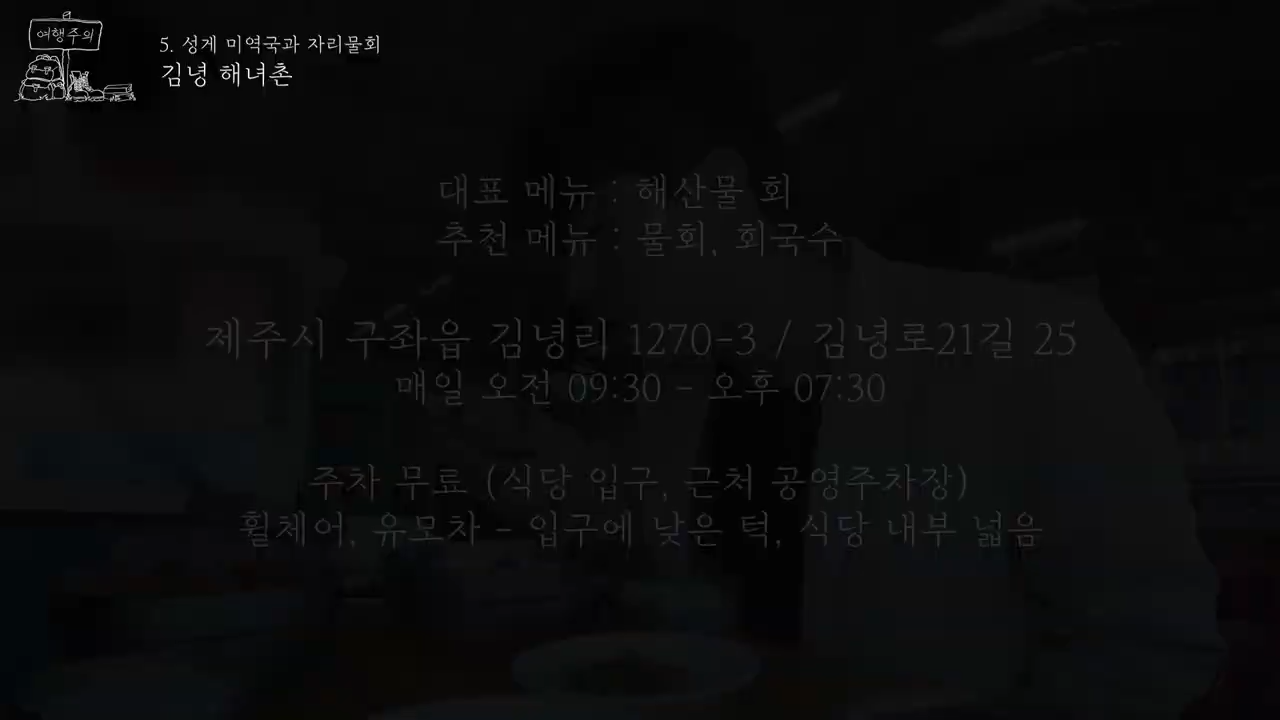 여행주의
5. 성게 미역국과 자리물회
김녕 해녀촌
대표 메뉴 : 해산물 회
추천 메뉴 : 물회, 회국수
제주시 구좌읍 김녕리 1270-3 / 김녕로21길 25
매일 오전 09:30 - 오후 07:30
주차 무료 (식당 입구, 근처 공영주차장)
휠체어, 유모차 - 입구에 낮은 턱, 식당 내부 넓음